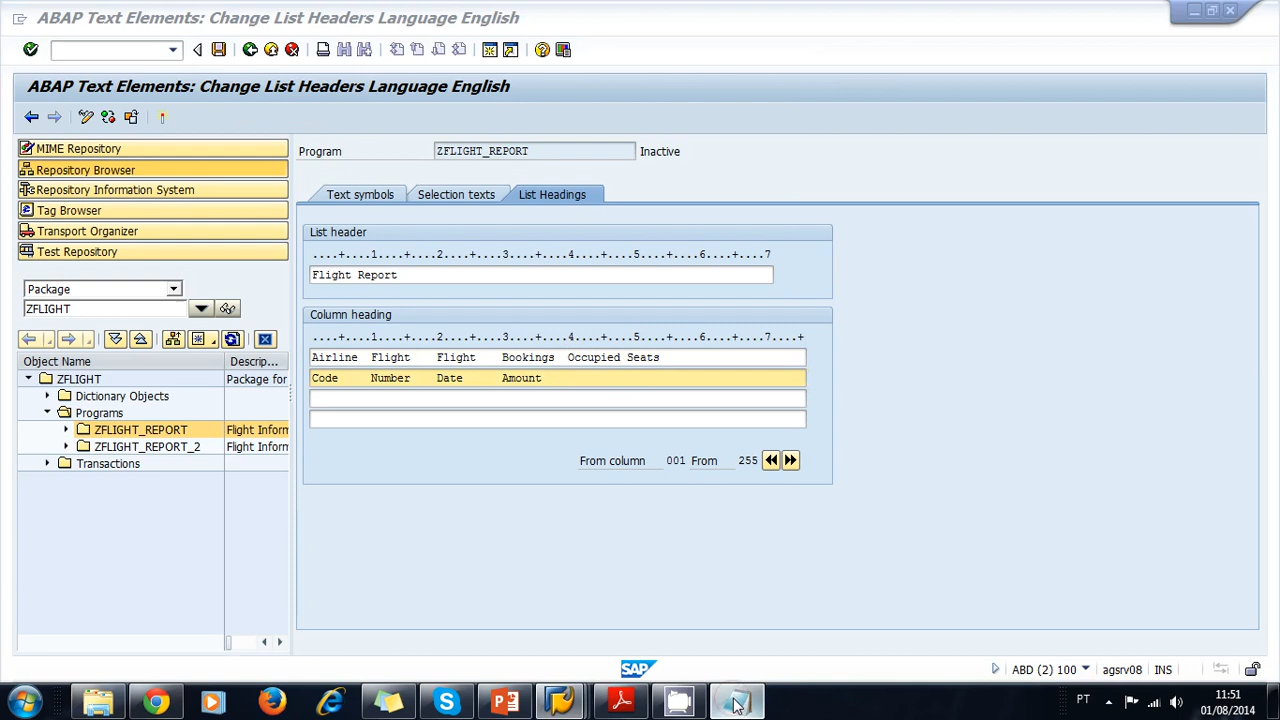 ABAP Text Elements: Change List Headers Language English
ABAP Text Elements: Change List Headers Language English
MIME Repository
Repository Browser
Repository Information System
Tag Browser
Transport Organizer
Test Repository
Package
ZFLIGHT
Object Name Descrip...
ZFLIGHT Package for
Dictionary Objects
Programs
ZFLIGHT_REPORT Flight Inform
ZFLIGHT_REPORT_2 Flight Inform
Transactions
Program ZFLIGHT_REPORT Inactive
Text symbols Selection texts List Headings
List header
....+....1....+....2....+....3....+....4....+....5....+....6....+....7
Flight Report
Column heading
....+....1....+....2....+....3....+....4....+....5....+....6....+....7....+
Airline Flight Flight Bookings Occupied Seats
Code Number Date Amount
From column 001 From 255
SAP
ABD (2) 100 agsrv08 INS
PT 11:51
01/08/2014